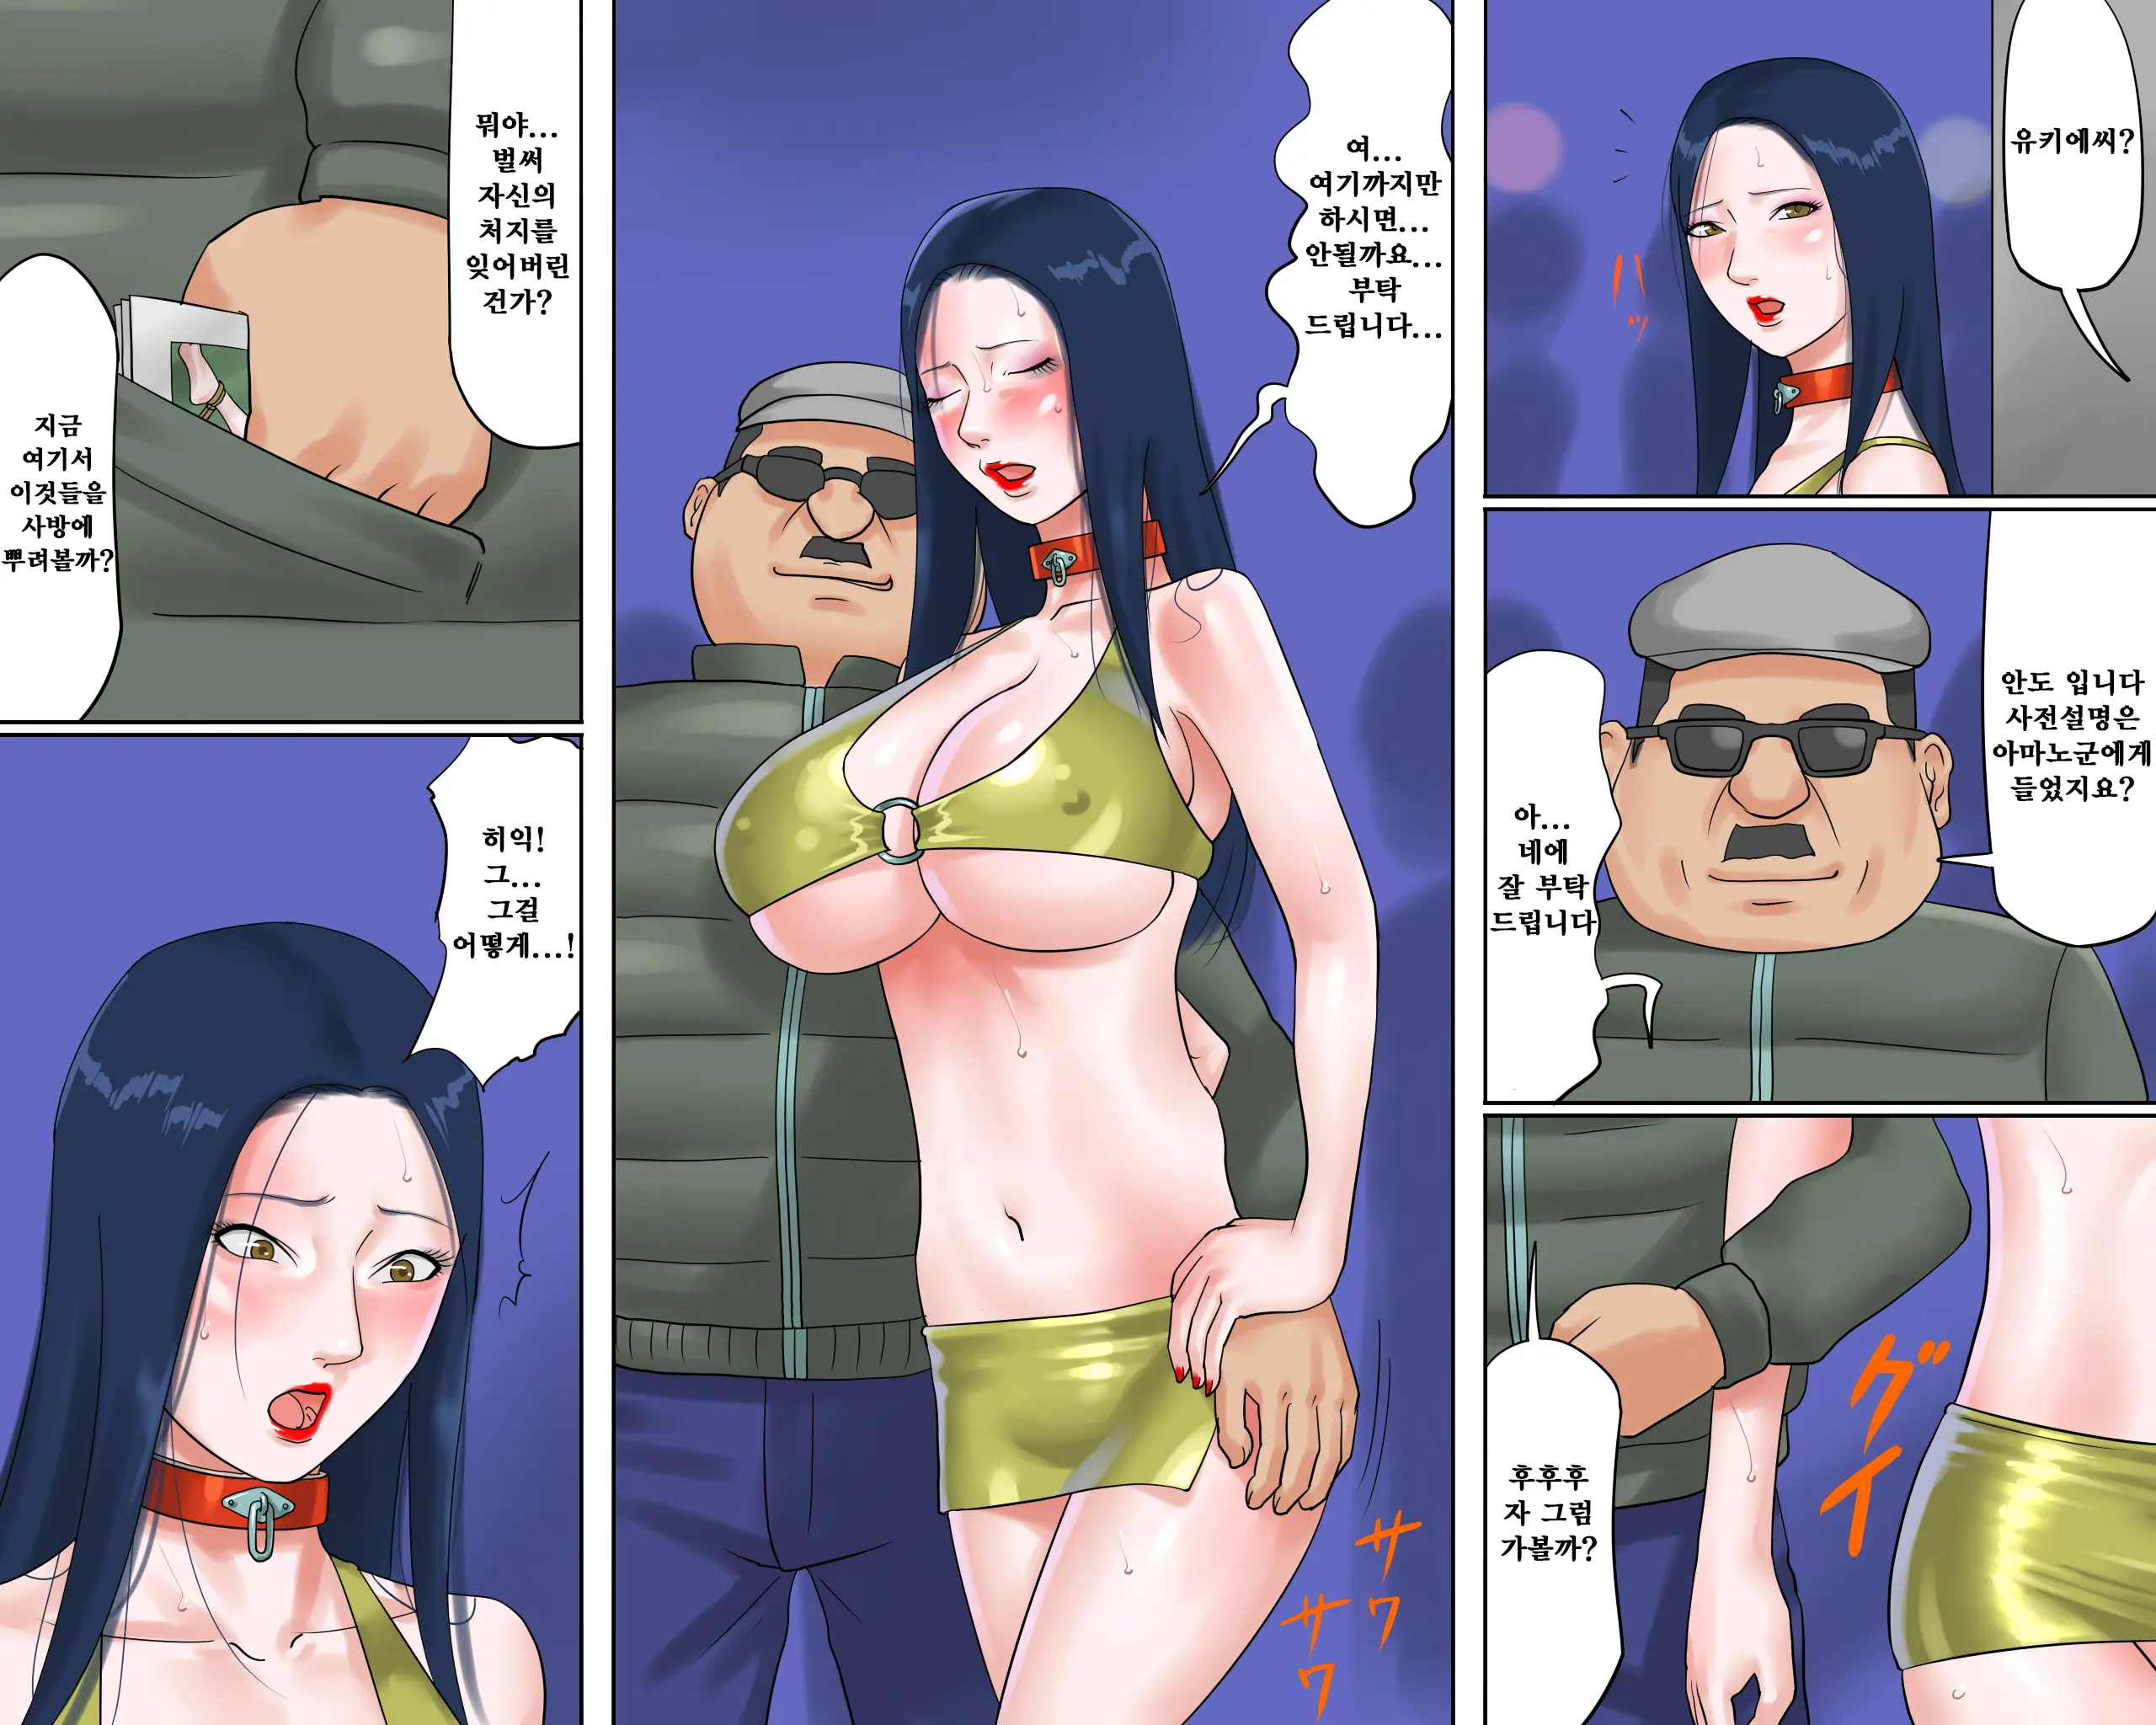 유키에씨?
안도 입니다
사전설명은
아마노군에게
들었지요?
아...
네에
잘 부탁
드립니다
グイ
후후후
자 그럼
가볼까?
여...
여기까지만
하시면...
안될까요...
부탁
드립니다...
サワ
サワ
뭐야...
벌써
자신의
처지를
잊어버린
건가?
지금
여기서
이것들을
사방에
뿌려볼까?
히익!
그...
그걸
어떻게...!